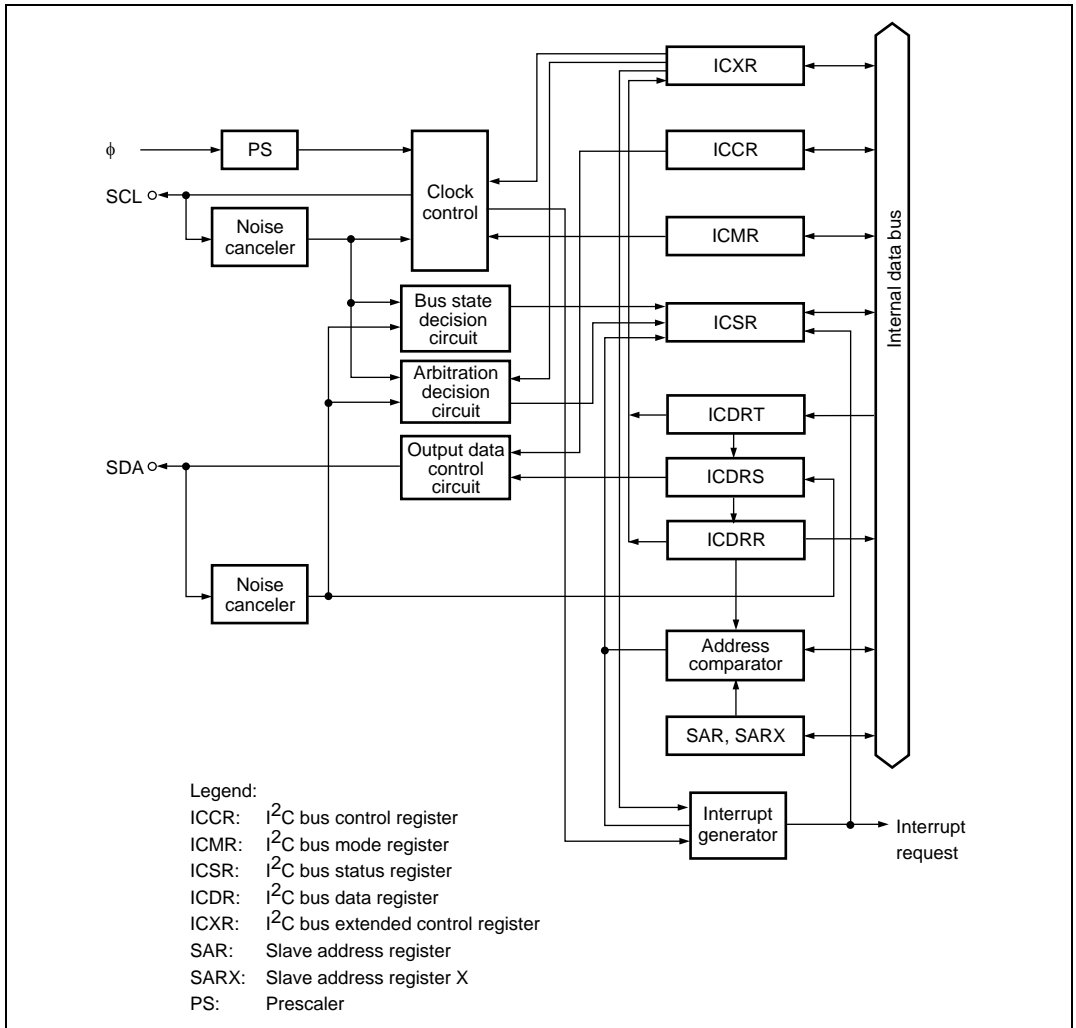 ICXR
φ
PS
ICCR
SCL
Clock
control
Noise
canceler
ICMR
Internal data bus
Bus state
decision
circuit
ICSR
Arbitration
decision
circuit
ICDRT
SDA
Output data
control
circuit
ICDRS
ICDRR
Noise
canceler
Address
comparator
SAR, SARX
Interrupt
generator
Interrupt
request
Legend:
ICCR: I²C bus control register
ICMR: I²C bus mode register
ICSR: I²C bus status register
ICDR: I²C bus data register
ICXR: I²C bus extended control register
SAR: Slave address register
SARX: Slave address register X
PS: Prescaler